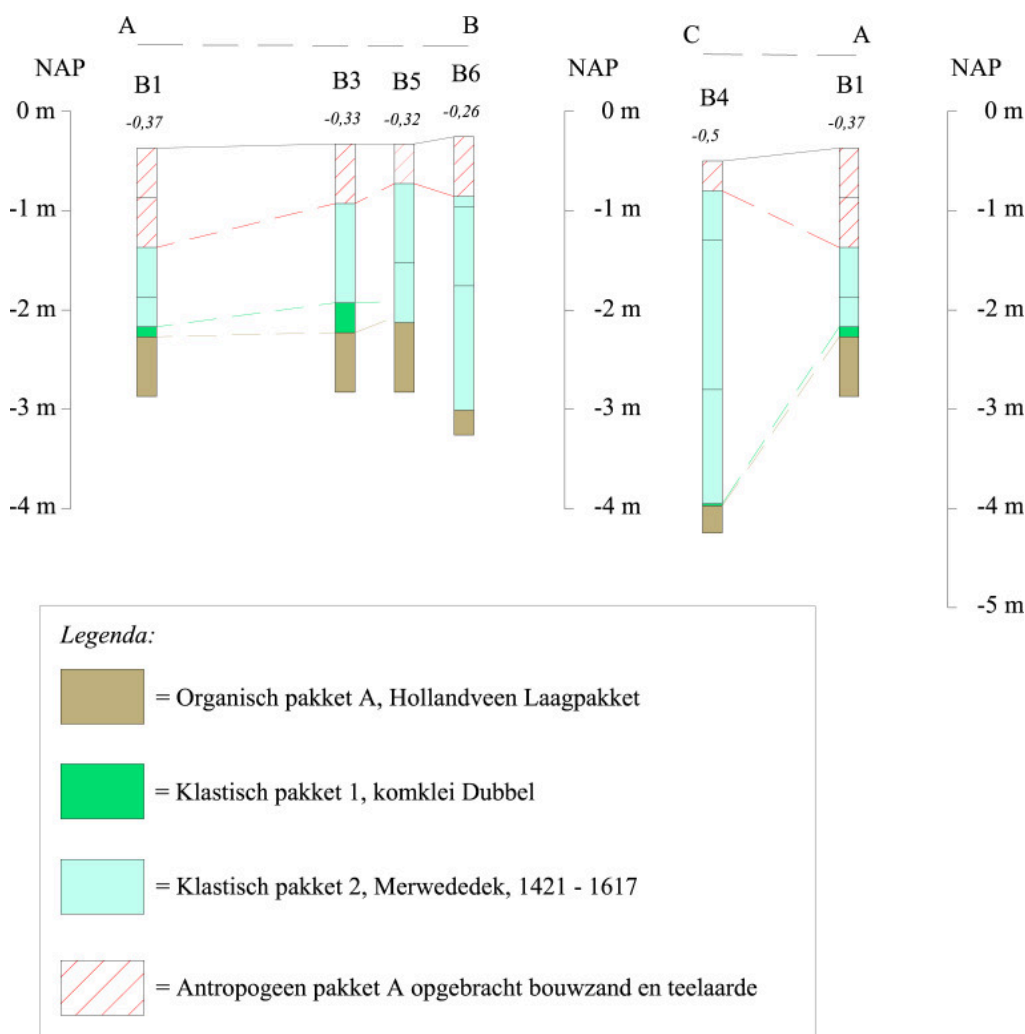 A B
NAP B1 B3 B5 B6
-0,37 -0,33 -0,32 -0,26
0 m
-1 m
-2 m
-3 m
-4 m
C A
NAP B4 B1
-0,5 -0,37
0 m
-1 m
-2 m
-3 m
-4 m
NAP
0 m
-1 m
-2 m
-3 m
-4 m
-5 m
Legenda:
= Organisch pakket A, Hollandveen Laagpakket
= Klastisch pakket 1, komklei Dubbel
= Klastisch pakket 2, Merwededek, 1421 - 1617
= Antropogeen pakket A opgebracht bouwzand en teelaarde